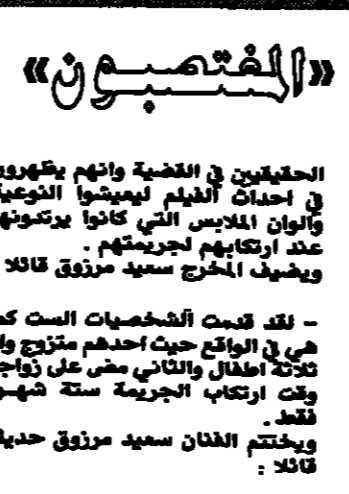 «المغتصبون»
الحقيقيين في القضية وانهم يظهرون
في احداث الفيلم ليعيشوا النوعية
والوان الملابس التي كانوا يرتدونها
عند ارتكابهم لجريمتهم .
ويضيف المخرج سعيد مرزوق قائلا
– لقد قدمت الشخصيات الست كما
هي في الواقع حيث احدهم متزوج وله
ثلاثة اطفال والثاني مضى على زواجه
وقت ارتكاب الجريمة ستة شهور
فقط .
ويختتم الفنان سعيد مرزوق حديثه
قائلا :